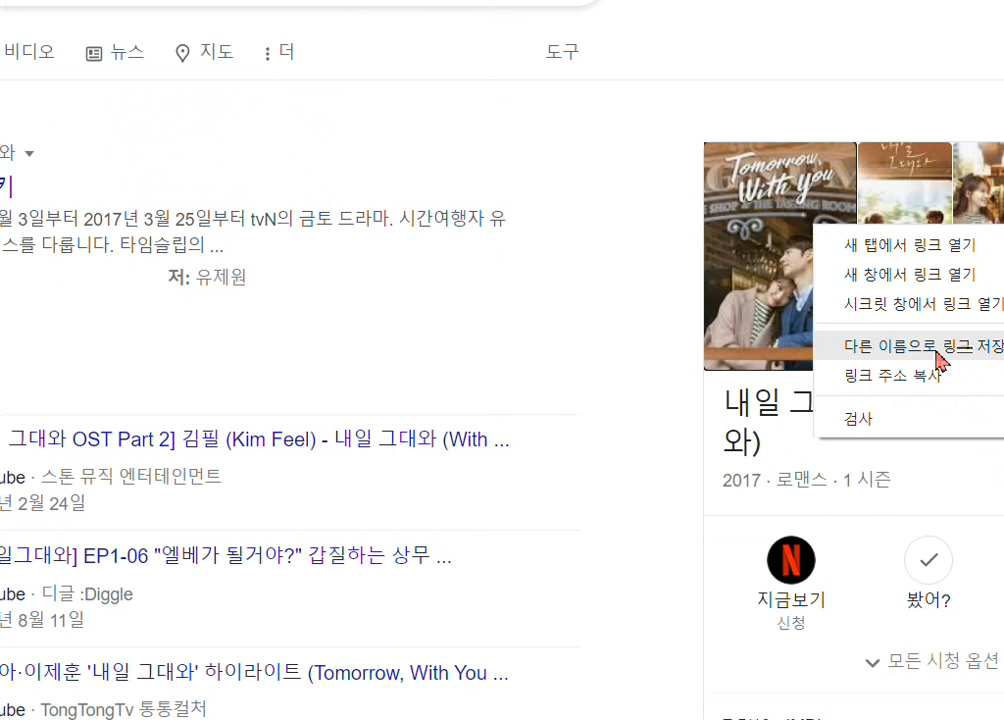 비디오 뉴스 지도 더 도구
와
키
Tomorrow,
With You
SHOP & THE TASTING ROOM
내일
그대와
월 3일부터 2017년 3월 25일부터 tvN의 금토 드라마. 시간여행자 유
스를 다룹니다. 타임슬립의 ...
저: 유제원
새 탭에서 링크 열기
새 창에서 링크 열기
시크릿 창에서 링크 열기
다른 이름으로 링크 저장
링크 주소 복사
검사
내일 그
와)
2017 · 로맨스 · 1 시즌
그대와 OST Part 2] 김필 (Kim Feel) - 내일 그대와 (With ...
ube · 스톤 뮤직 엔터테인먼트
년 2월 24일
일그대와] EP1-06 "엘베가 될거야?" 갑질하는 상무 ...
ube · 디글 :Diggle
년 8월 11일
N
지금보기
신청
봤어?
모든 시청 옵션
아·이제훈 '내일 그대와' 하이라이트 (Tomorrow, With You ...
ube · TongTongTv 통통컬처